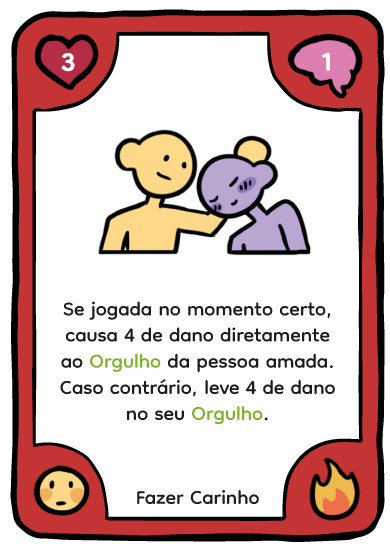 3
1
Se jogada no momento certo,
causa 4 de dano diretamente
ao Orgulho da pessoa amada.
Caso contrário, leve 4 de dano
no seu Orgulho.
Fazer Carinho